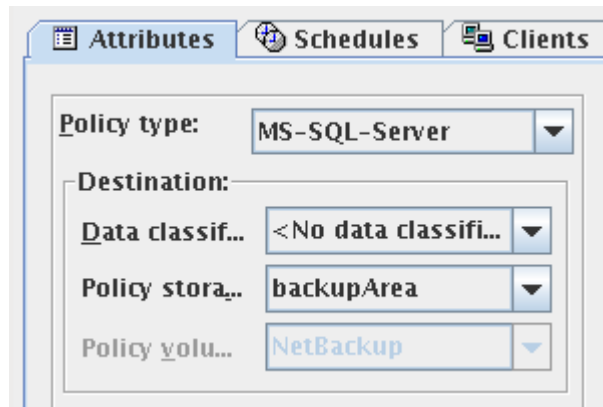 Attributes Schedules Clients
Policy type: MS-SQL-Server
Destination:
Data classif... <No data classifi...
Policy stora... backupArea
Policy volu... NetBackup